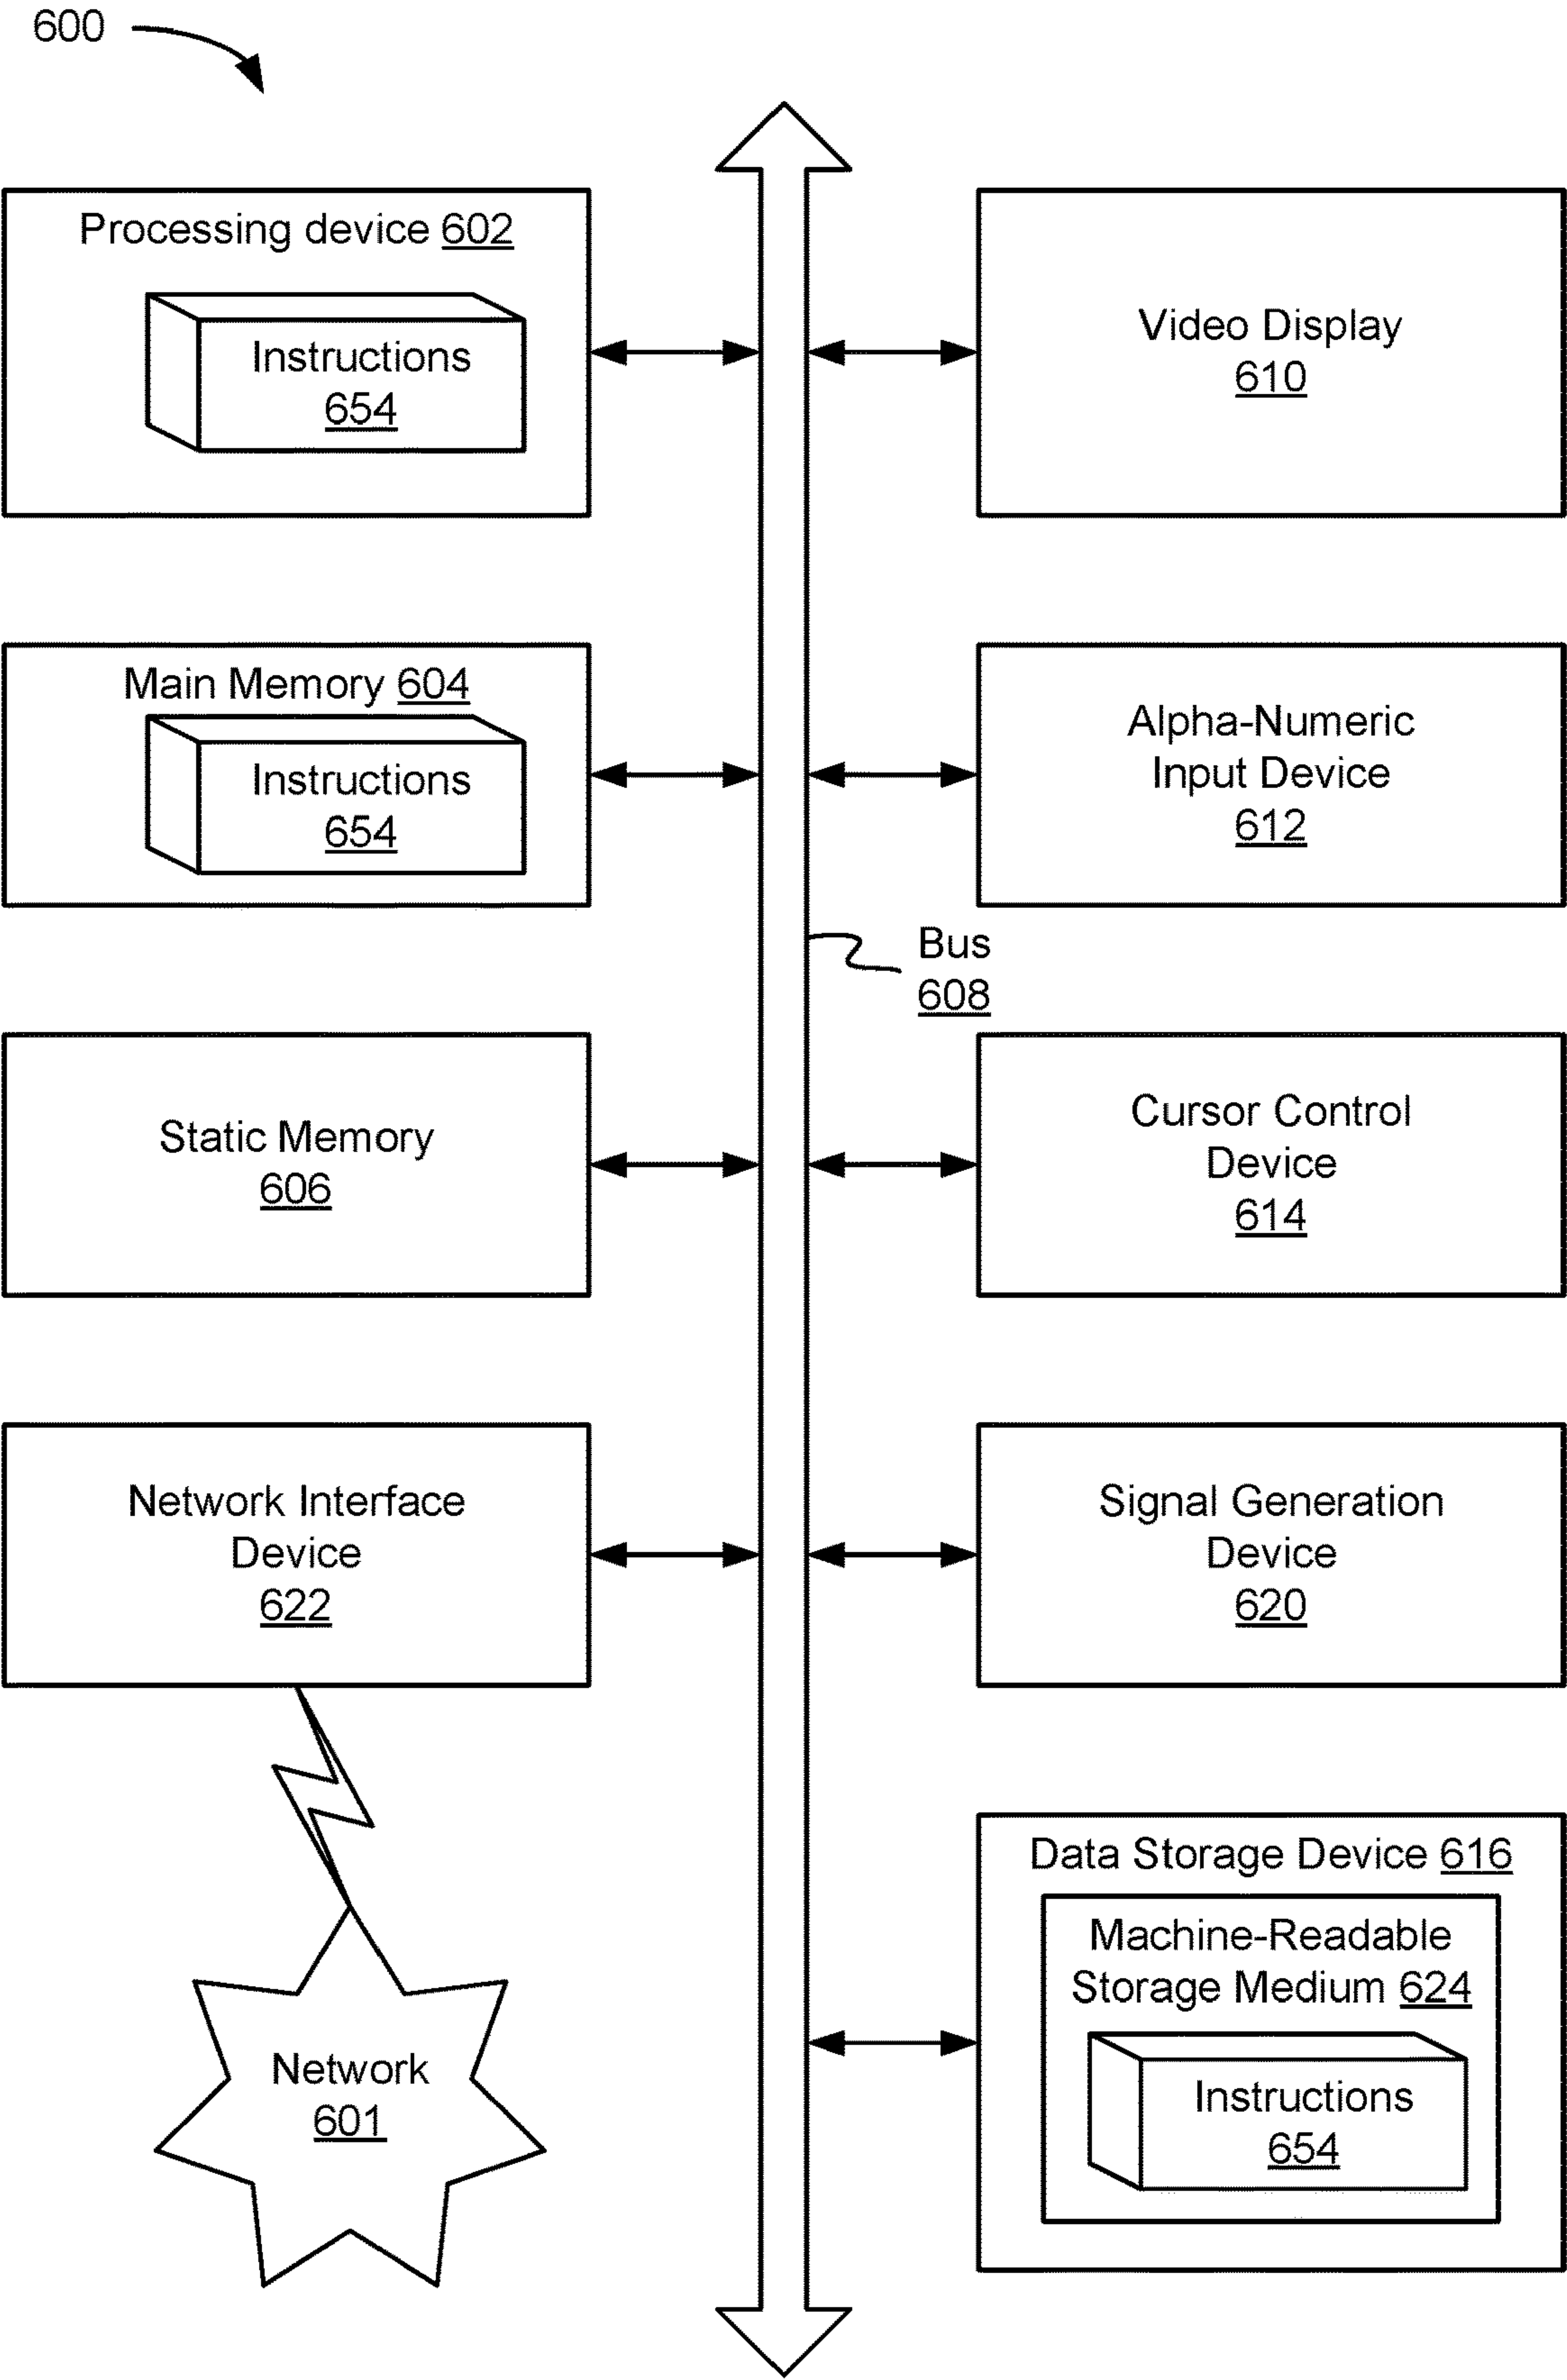 600
Processing device 602
Instructions
654
Video Display
610
Main Memory 604
Instructions
654
Alpha-Numeric
Input Device
612
Bus
608
Static Memory
606
Cursor Control
Device
614
Network Interface
Device
622
Signal Generation
Device
620
Data Storage Device 616
Machine-Readable
Storage Medium 624
Instructions
654
Network
601